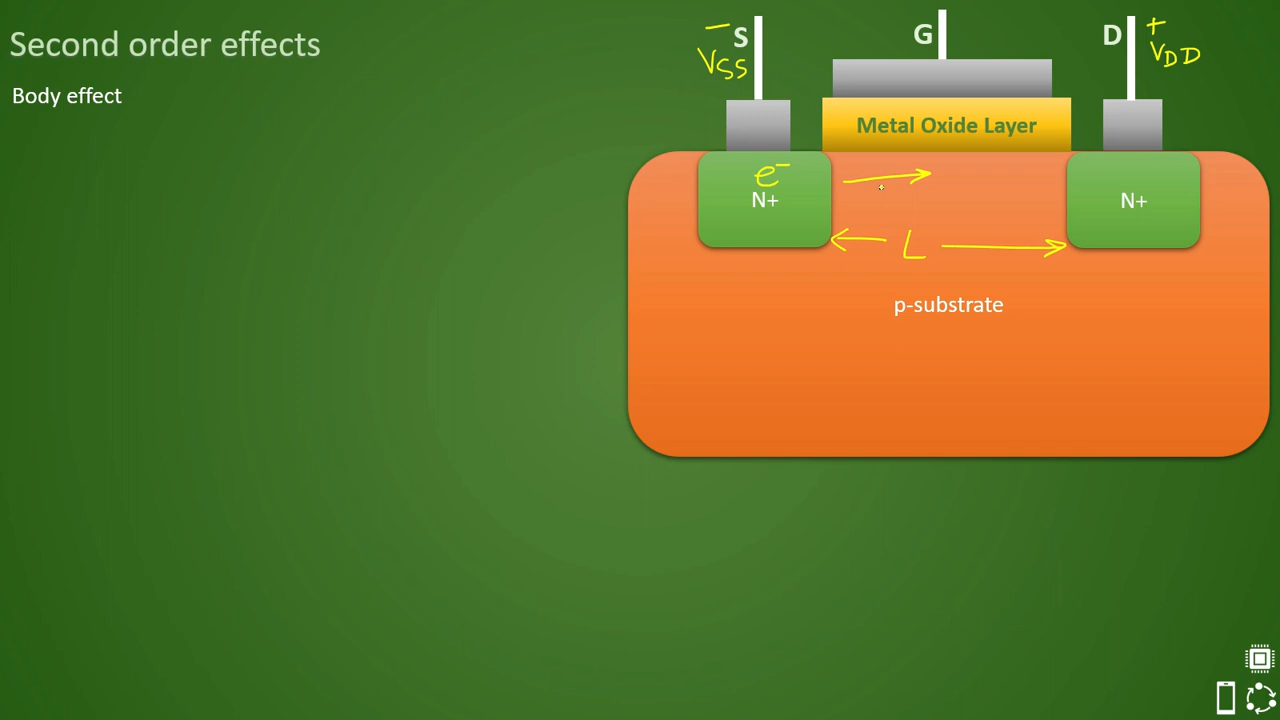 Second order effects
Body effect
− S G D +
VSS VDD
Metal Oxide Layer
e−
N+ N+
L
p-substrate